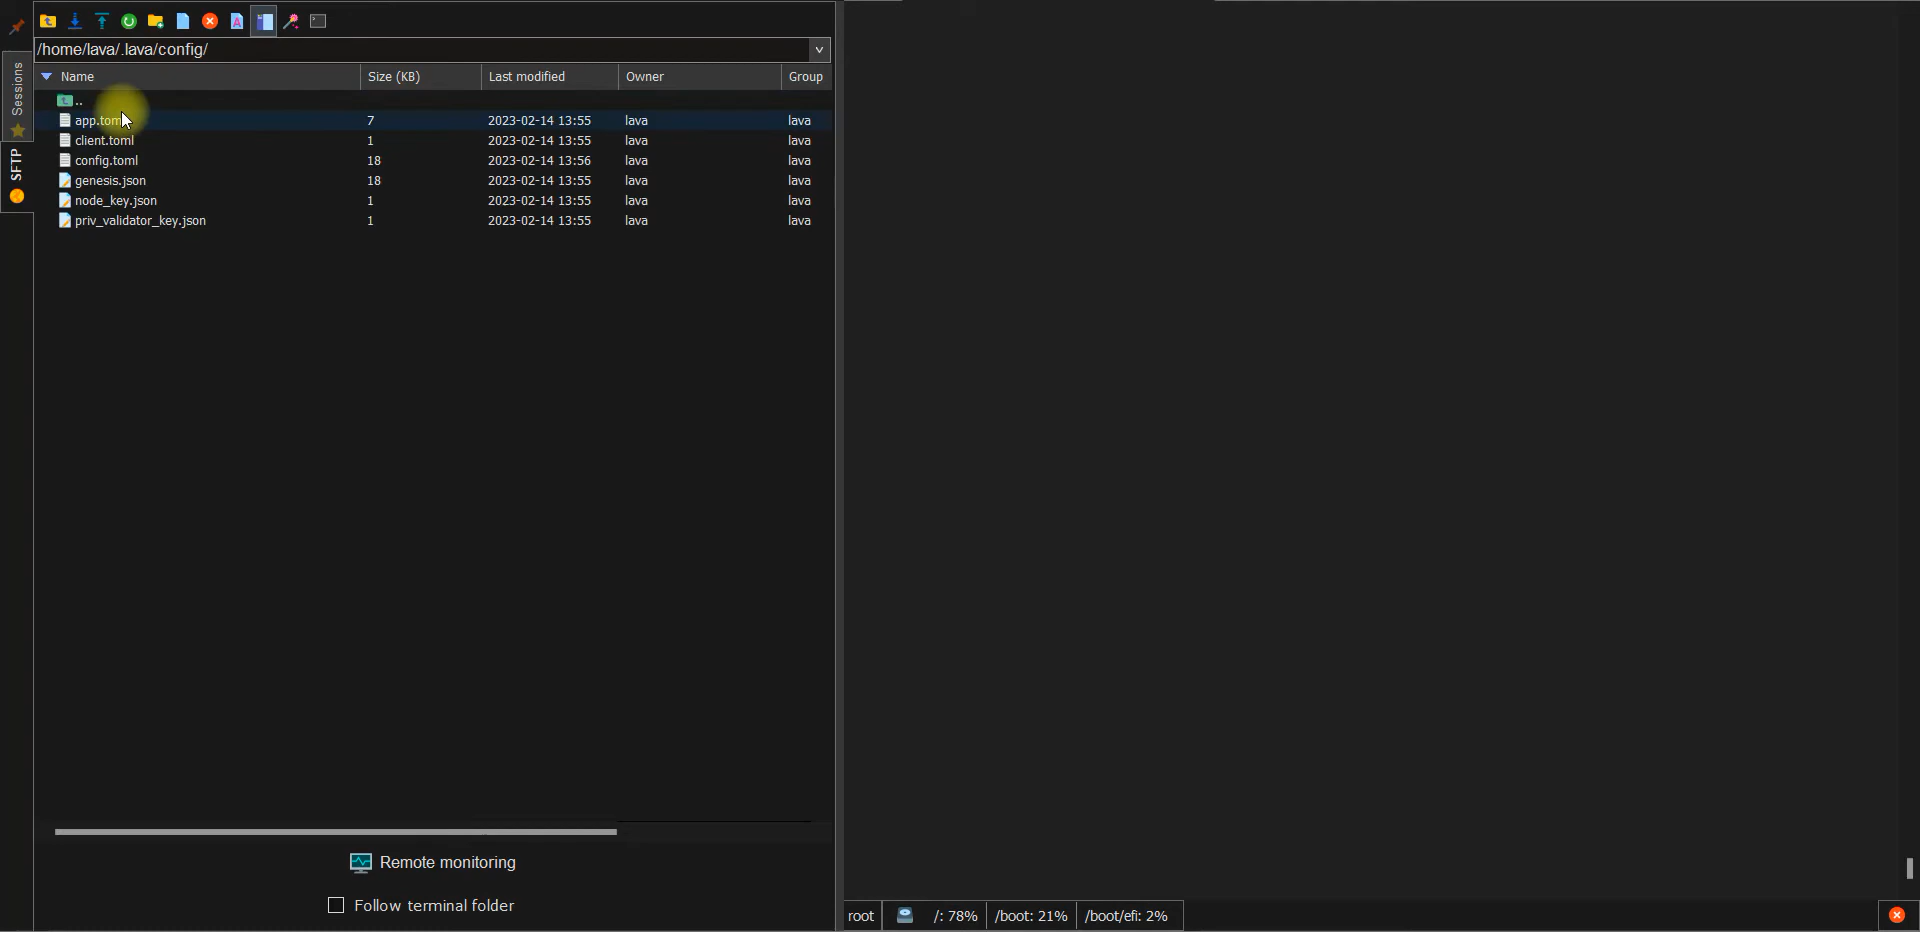 /home/lava/.lava/config/
Name Size (KB) Last modified Owner Group
..
app.toml 7 2023-02-14 13:55 lava lava
client.toml 1 2023-02-14 13:55 lava lava
config.toml 18 2023-02-14 13:56 lava lava
genesis.json 18 2023-02-14 13:55 lava lava
node_key.json 1 2023-02-14 13:55 lava lava
priv_validator_key.json 1 2023-02-14 13:55 lava lava
Sessions
SFTP
Remote monitoring
Follow terminal folder
root /: 78% /boot: 21% /boot/efi: 2%